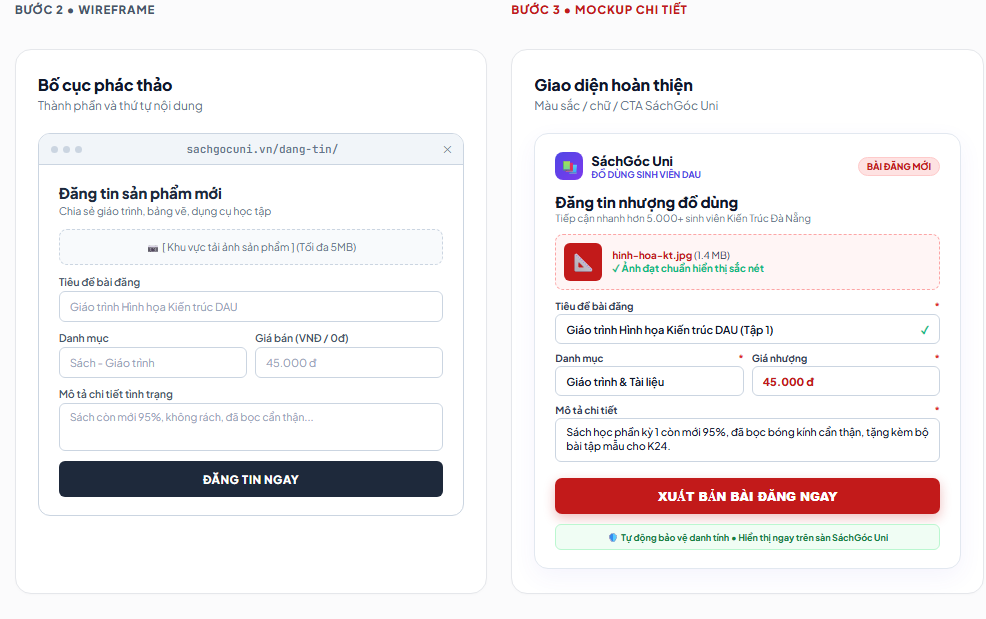 BƯỚC 2 • WIREFRAME
Bố cục phác thảo
Thành phần và thứ tự nội dung
sachgocuni.vn/dang-tin/
Đăng tin sản phẩm mới
Chia sẻ giáo trình, bảng vẽ, dụng cụ học tập
[ Khu vực tải ảnh sản phẩm ] (Tối đa 5MB)
Tiêu đề bài đăng
Giáo trình Hình họa Kiến trúc DAU
Danh mục
Giá bán (VNĐ / 0đ)
Sách - Giáo trình
45.000 đ
Mô tả chi tiết tình trạng
Sách còn mới 95%, không rách, đã bọc cẩn thận...
ĐĂNG TIN NGAY
BƯỚC 3 • MOCKUP CHI TIẾT
Giao diện hoàn thiện
Màu sắc / chữ / CTA SáchGóc Uni
SáchGóc Uni
ĐỒ DÙNG SINH VIÊN DAU
BÀI ĐĂNG MỚI
Đăng tin nhượng đồ dùng
Tiếp cận nhanh hơn 5.000+ sinh viên Kiến Trúc Đà Nẵng
hinh-hoa-kt.jpg (1.4 MB)
✓ Ảnh đạt chuẩn hiển thị sắc nét
Tiêu đề bài đăng *
Giáo trình Hình họa Kiến trúc DAU (Tập 1) ✓
Danh mục *
Giá nhượng *
Giáo trình & Tài liệu
45.000 đ
Mô tả chi tiết *
Sách học phần kỳ 1 còn mới 95%, đã bọc bóng kính cẩn thận, tặng kèm bộ
bài tập mẫu cho K24.
XUẤT BẢN BÀI ĐĂNG NGAY
Tự động bảo vệ danh tính • Hiển thị ngay trên sàn SáchGóc Uni